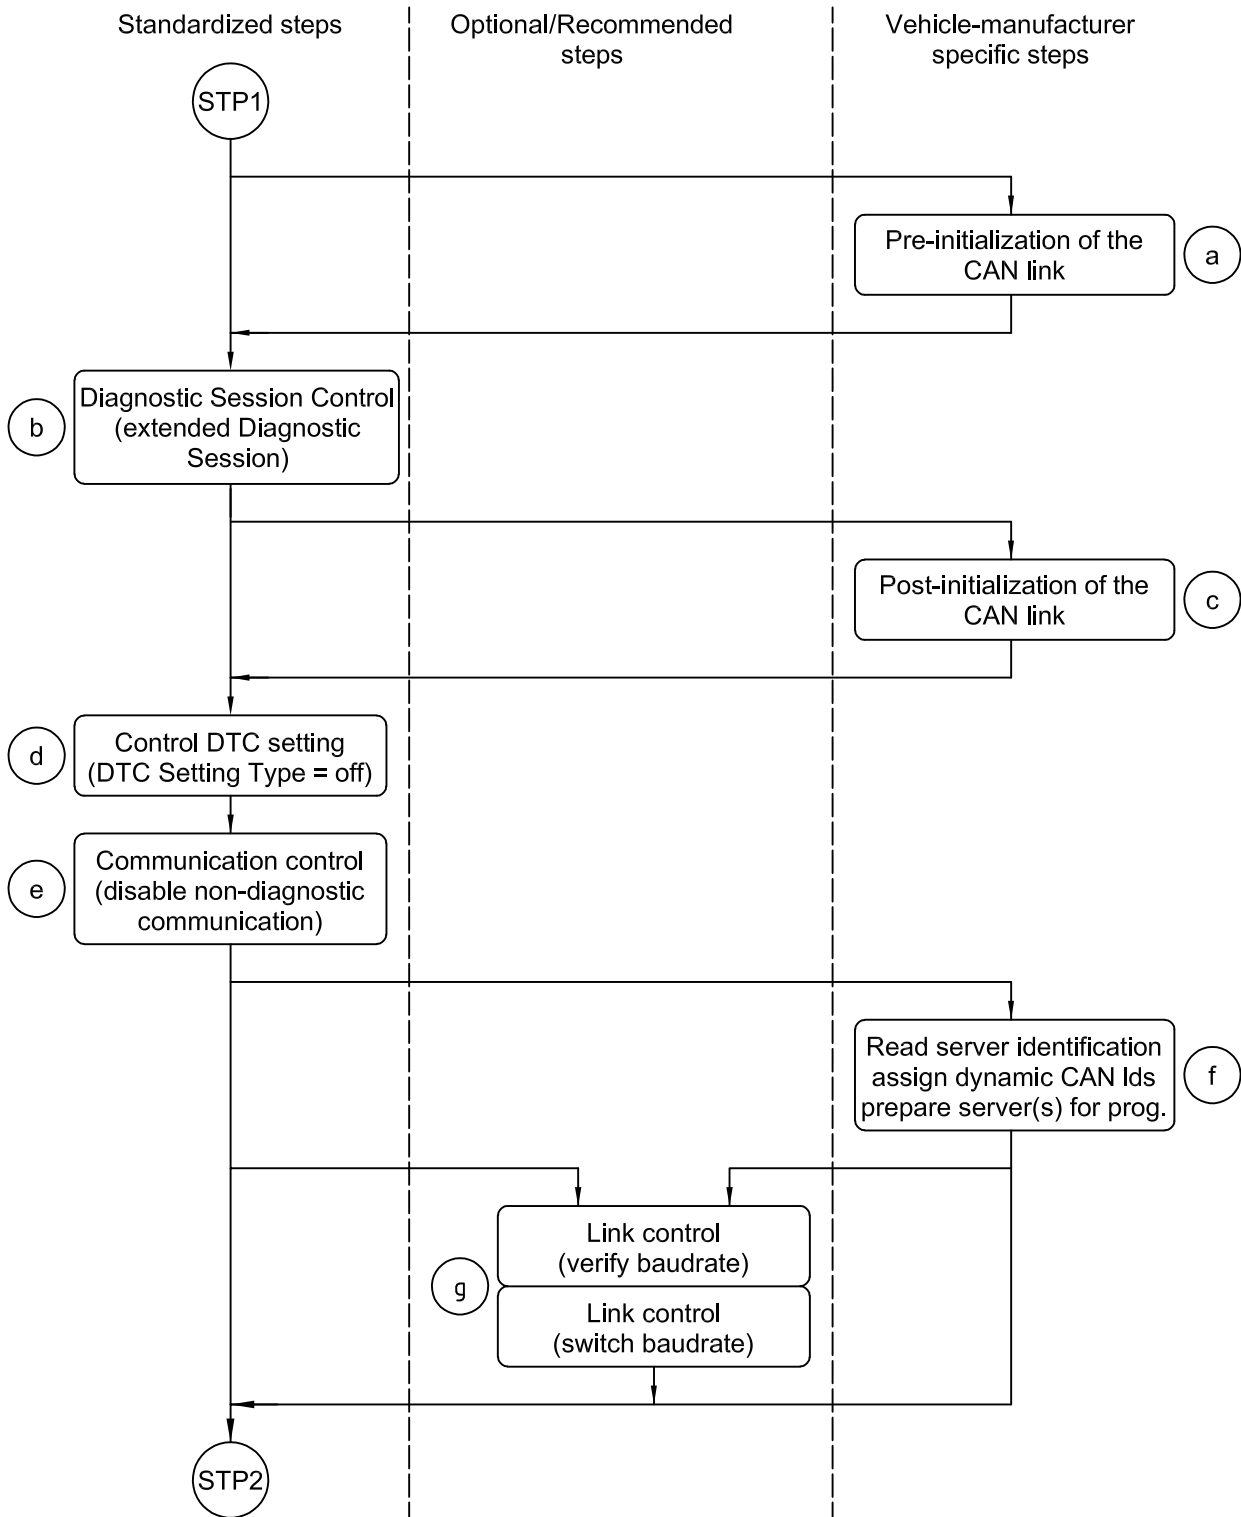 Standardized steps
Optional/Recommended
steps
Vehicle-manufacturer
specific steps
STP1
Pre-initialization of the
CAN link
a
b
Diagnostic Session Control
(extended Diagnostic
Session)
Post-initialization of the
CAN link
c
d
Control DTC setting
(DTC Setting Type = off)
e
Communication control
(disable non-diagnostic
communication)
Read server identification
assign dynamic CAN Ids
prepare server(s) for prog.
f
g
Link control
(verify baudrate)
Link control
(switch baudrate)
STP2